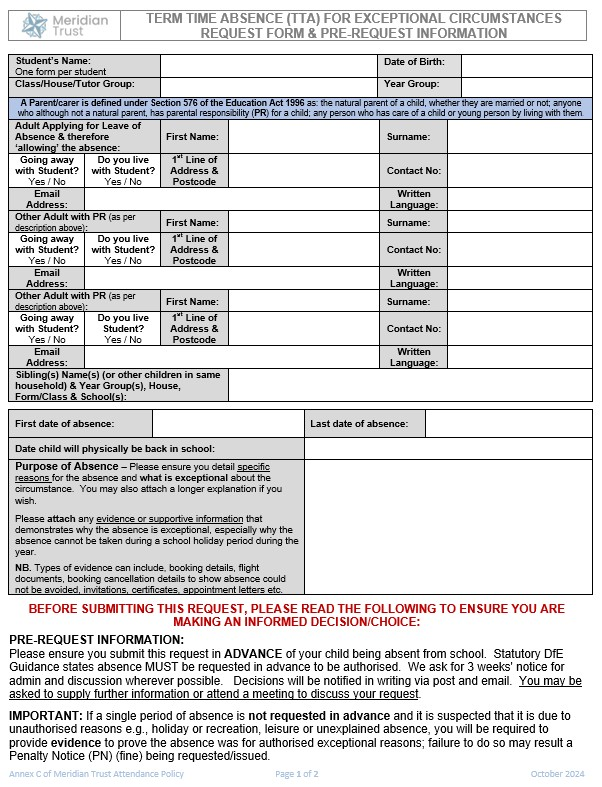 Meridian
Trust
TERM TIME ABSENCE (TTA) FOR EXCEPTIONAL CIRCUMSTANCES
REQUEST FORM & PRE-REQUEST INFORMATION
Student's Name:
One form per student
Date of Birth:
Class/House/Tutor Group:
Year Group:
A Parent/carer is defined under Section 576 of the Education Act 1996 as: the natural parent of a child, whether they are married or not; anyone
who although not a natural parent, has parental responsibility (PR) for a child; any person who has care of a child or young person by living with them.
Adult Applying for Leave of
Absence & therefore
'allowing' the absence:
First Name:
Surname:
Going away
with Student?
Yes / No
Do you live
with Student?
Yes / No
1st Line of
Address &
Postcode
Contact No:
Email
Address:
Written
Language:
Other Adult with PR (as per
description above):
First Name:
Surname:
Going away
with Student?
Yes / No
Do you live
with Student?
Yes / No
1st Line of
Address &
Postcode
Contact No:
Email
Address:
Written
Language:
Other Adult with PR (as per
description above):
First Name:
Surname:
Going away
with Student?
Yes / No
Do you live
Student?
Yes / No
1st Line of
Address &
Postcode
Contact No:
Email
Address:
Written
Language:
Sibling(s) Name(s) (or other children in same
household) & Year Group(s), House,
Form/Class & School(s):
First date of absence:
Last date of absence:
Date child will physically be back in school:
Purpose of Absence – Please ensure you detail specific
reasons for the absence and what is exceptional about the
circumstance. You may also attach a longer explanation if you
wish.
Please attach any evidence or supportive information that
demonstrates why the absence is exceptional, especially why the
absence cannot be taken during a school holiday period during the
year.
NB. Types of evidence can include, booking details, flight
documents, booking cancellation details to show absence could
not be avoided, invitations, certificates, appointment letters etc.
BEFORE SUBMITTING THIS REQUEST, PLEASE READ THE FOLLOWING TO ENSURE YOU ARE
MAKING AN INFORMED DECISION/CHOICE:
PRE-REQUEST INFORMATION:
Please ensure you submit this request in ADVANCE of your child being absent from school. Statutory DfE
Guidance states absence MUST be requested in advance to be authorised. We ask for 3 weeks' notice for
admin and discussion wherever possible. Decisions will be notified in writing via post and email. You may be
asked to supply further information or attend a meeting to discuss your request.
IMPORTANT: If a single period of absence is not requested in advance and it is suspected that it is due to
unauthorised reasons e.g., holiday or recreation, leisure or unexplained absence, you will be required to
provide evidence to prove the absence was for authorised exceptional reasons; failure to do so may result a
Penalty Notice (PN) (fine) being requested/issued.
Annex C of Meridian Trust Attendance Policy
Page 1 of 2
October 2024